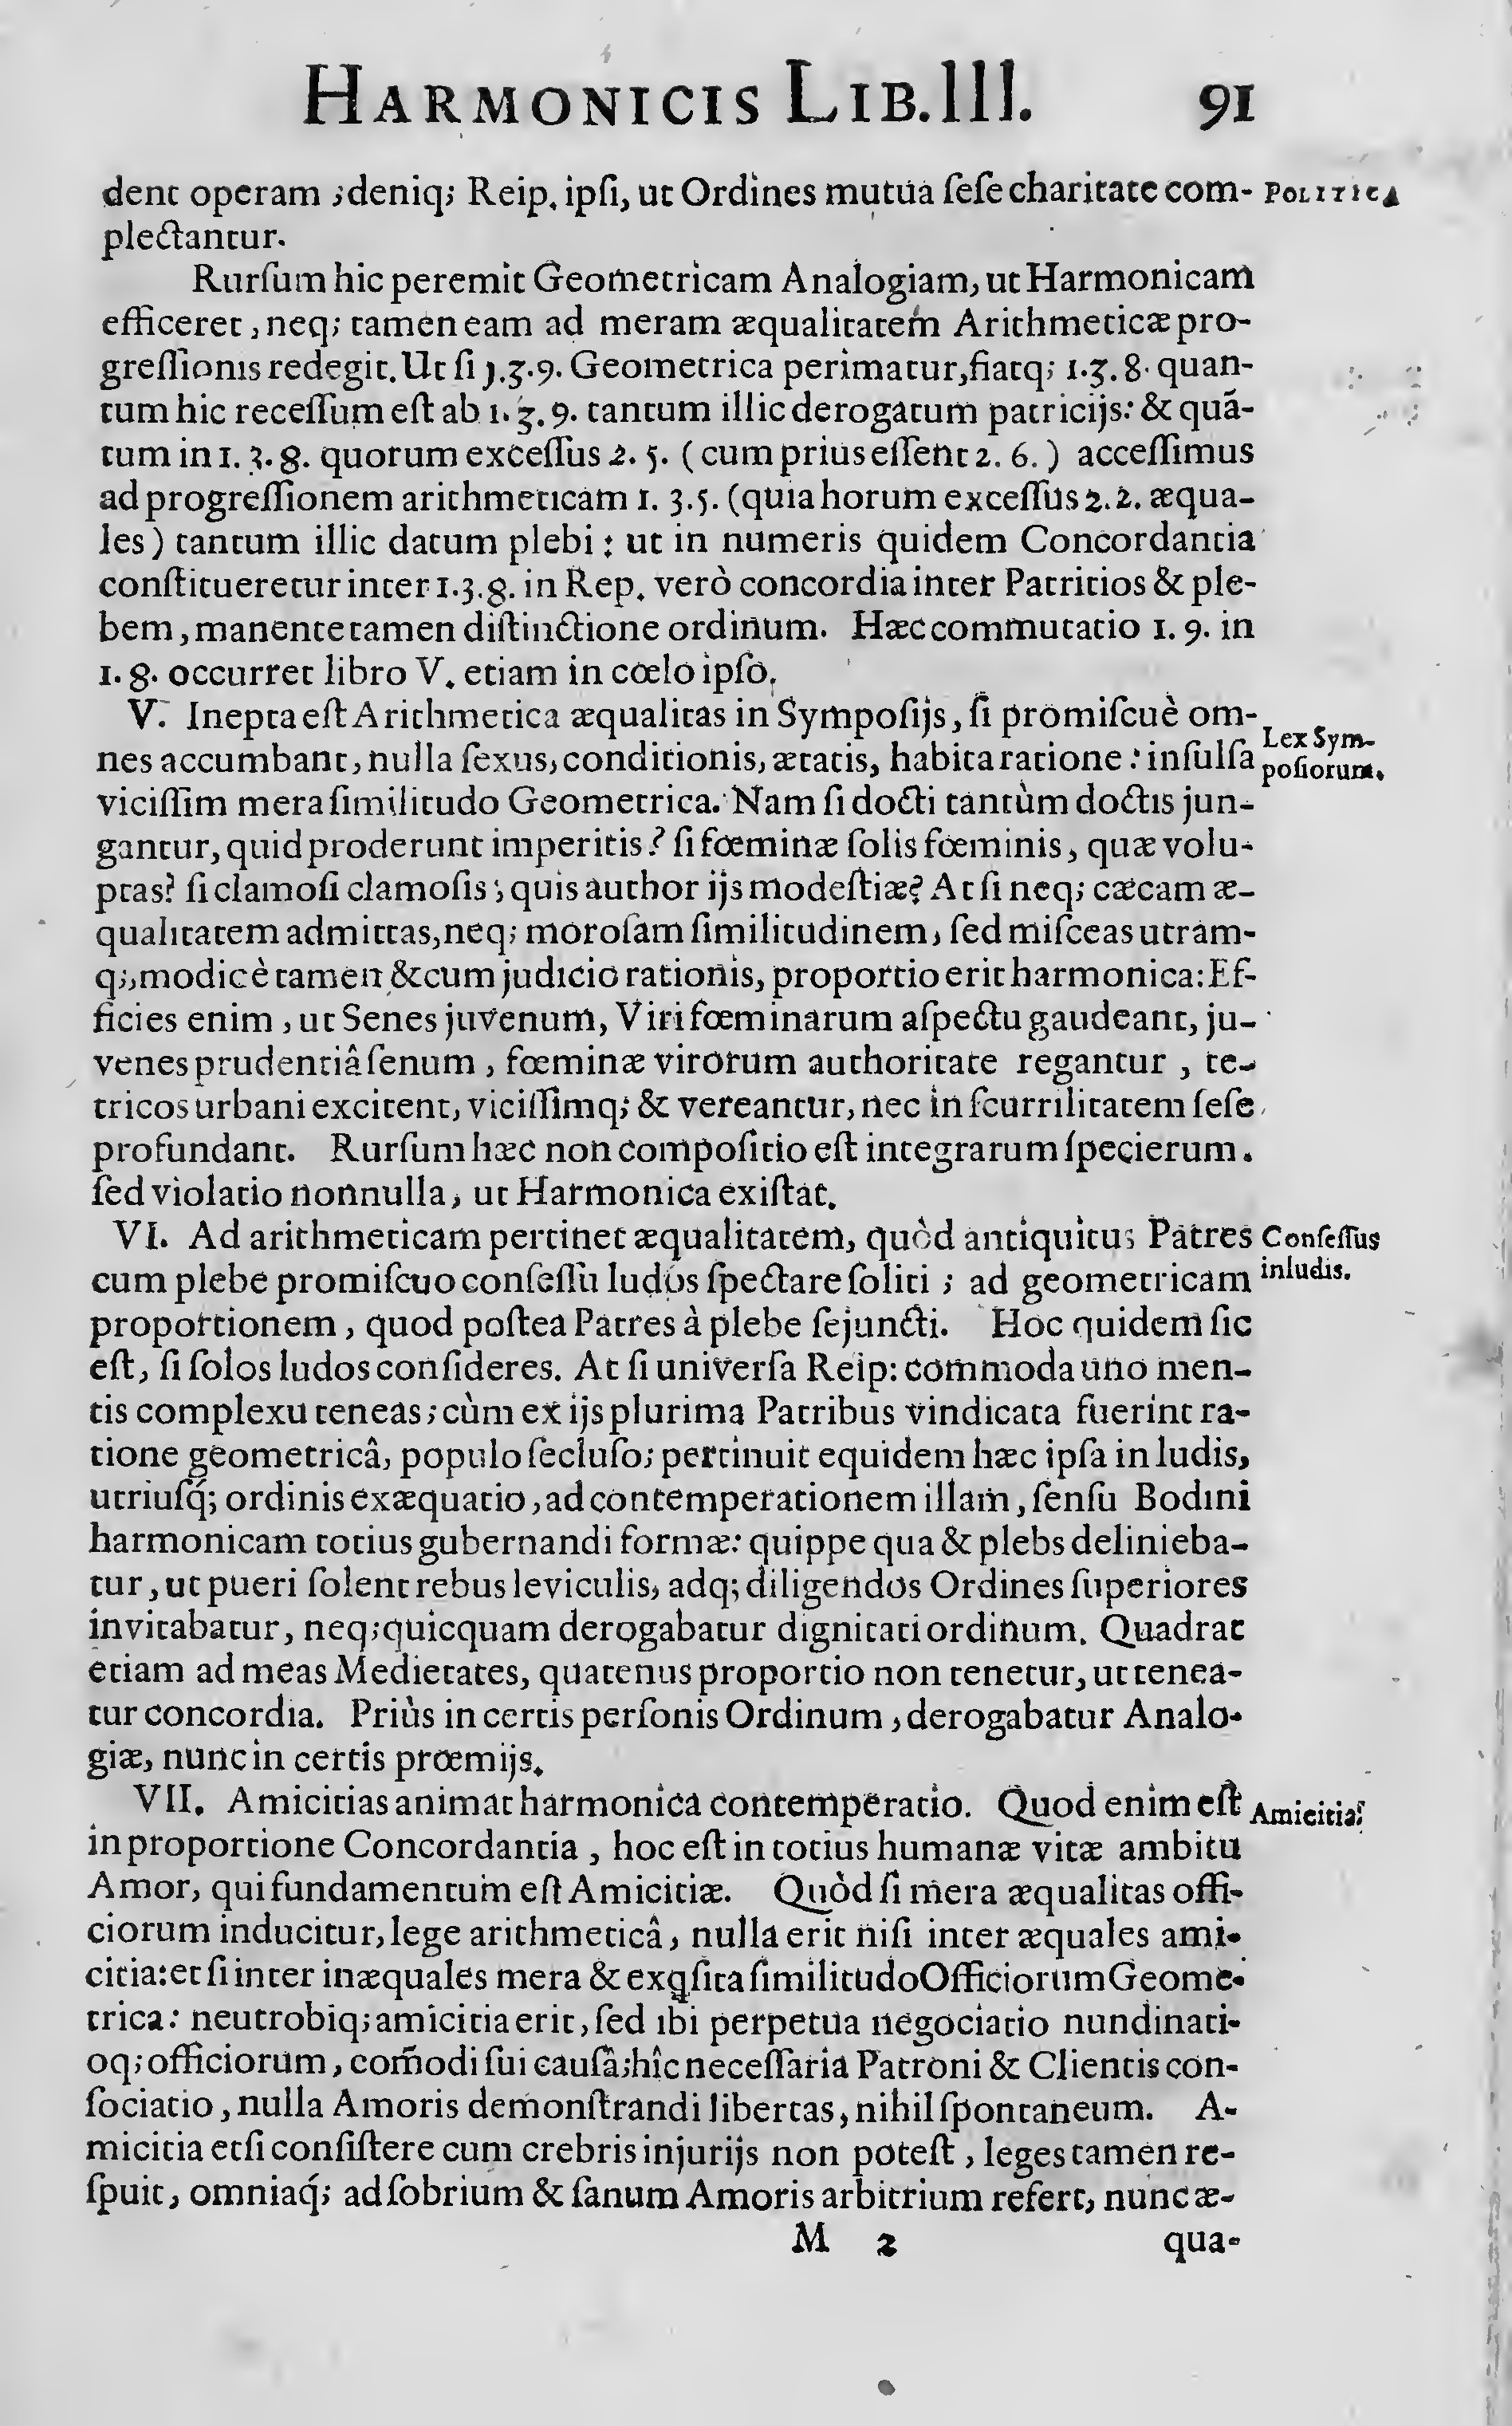 HARMONICIS LIB. III. 91
dent operam ; deniq; Reip. ipſi, ut Ordines mutua ſeſe charitate com- POLITICA
plectantur.
Rurſum hic peremit Geometricam Analogiam, ut Harmonicam
efficeret, neq; tamen eam ad meram æqualitatem Arithmeticæ pro-
greſſionis redegit. Ut ſi 1.3.9. Geometrica perimatur, fiatq; 1.3.8. quan-
tum hic receſſum eſt ab 1.3.9. tantum illic derogatum patricijs: & quā-
tum in 1.3.8. quorum exceſſus 2.5. (cum prius eſſent 2.6.) acceſſimus
ad progreſſionem arithmeticam 1.3.5. (quia horum exceſſus 2.2. æqua-
les) tantum illic datum plebi: ut in numeris quidem Concordantia
conſtitueretur inter 1.3.8. in Rep. verò concordia inter Patritios & ple-
bem, manente tamen diſtinctione ordinum. Hæc commutatio 1.9. in
1.8. occurret libro V. etiam in cœlo ipſo.
V. Inepta eſt Arithmetica æqualitas in Sympoſijs, ſi promiſcuè om-
Lex Sym-
nes accumbant, nulla ſexus, conditionis, ætatis, habita ratione: inſulſa
poſiorum.
viciſſim mera ſimilitudo Geometrica. Nam ſi docti tantùm doctis jun-
gantur, quid proderunt imperitis? ſi fœminæ ſolis fœminis, quæ volu-
ptas? ſi clamoſi clamoſis; quis author ijs modeſtiæ? At ſi neq; cæcam æ-
qualitatem admittas, neq; moroſam ſimilitudinem, ſed miſceas utram-
q;, modicè tamen & cum judicio rationis, proportio erit harmonica: Ef-
ficies enim, ut Senes juvenum, Viri fœminarum aſpectu gaudeant, ju-
venes prudentiâ ſenum, fœminæ virorum authoritate regantur, te-
tricos urbani excitent, viciſſimq; & vereantur, nec in ſcurrilitatem ſeſe
profundant. Rurſum hæc non compoſitio eſt integrarum ſpecierum.
ſed violatio nonnulla, ut Harmonica exiſtat.
VI. Ad arithmeticam pertinet æqualitatem, quòd antiquitus Patres Conſeſſus
cum plebe promiſcuo conſeſſu ludos ſpectare ſoliti; ad geometricam in ludis.
proportionem, quod poſtea Patres à plebe ſejuncti. Hoc quidem ſic
eſt, ſi ſolos ludos conſideres. At ſi univerſa Reip: commoda uno men-
tis complexu teneas; cùm ex ijs plurima Patribus vindicata fuerint ra-
tione geometricâ, populo ſecluſo; pertinuit equidem hæc ipſa in ludis,
utriuſq́; ordinis exæquatio, ad contemperationem illam, ſenſu Bodini
harmonicam totius gubernandi formæ: quippe qua & plebs delinieba-
tur, ut pueri ſolent rebus leviculis, adq; diligendos Ordines ſuperiores
invitabatur, neq; quicquam derogabatur dignitati ordinum. Quadrat
etiam ad meas Medietates, quatenus proportio non tenetur, ut tenea-
tur concordia. Priùs in certis perſonis Ordinum, derogabatur Analo-
giæ, nunc in certis prœmijs.
VII. Amicitias animat harmonica contemperatio. Quod enim eſt Amicitia.
in proportione Concordantia, hoc eſt in totius humanæ vitæ ambitu
Amor, qui fundamentum eſt Amicitiæ. Quòd ſi mera æqualitas offi-
ciorum inducitur, lege arithmeticâ, nulla erit niſi inter æquales ami-
citia: et ſi inter inæquales mera & exqſita ſimilitudo Officiorum Geome-
trica: neutrobiq; amicitia erit, ſed ibi perpetua negociatio nundinati-
oq; officiorum, com̃odi ſui cauſâ; hîc neceſſaria Patroni & Clientis con-
ſociatio, nulla Amoris demonſtrandi libertas, nihil ſpontaneum. A-
micitia etſi conſiſtere cum crebris injurijs non poteſt, leges tamen re-
ſpuit, omniaq́; ad ſobrium & ſanum Amoris arbitrium refert, nunc æ-
M 2 qua-